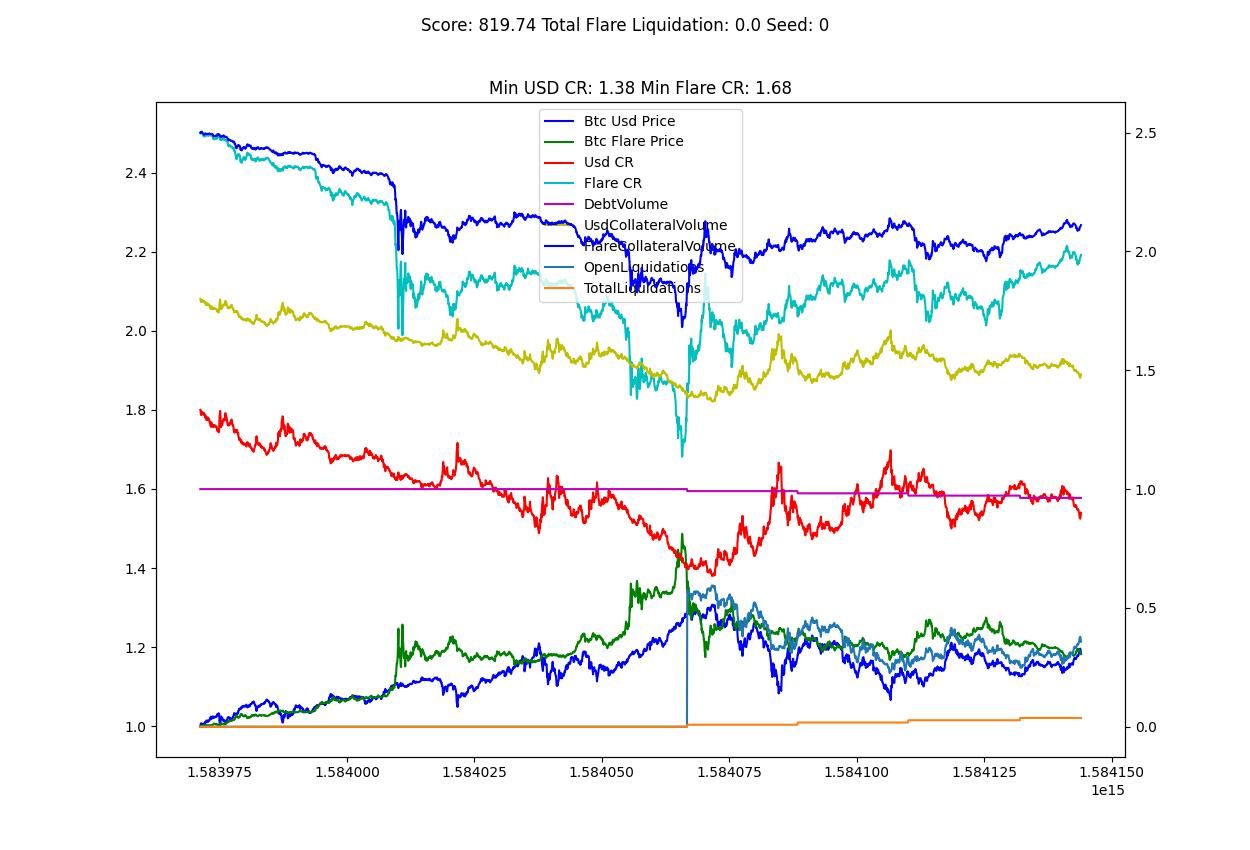 Score: 819.74 Total Flare Liquidation: 0.0 Seed: 0
Min USD CR: 1.38 Min Flare CR: 1.68
Btc Usd Price
Btc Flare Price
Usd CR
Flare CR
DebtVolume
UsdCollateralVolume
FlareCollateralVolume
OpenLiquidations
TotalLiquidations
2.4
2.2
2.0
1.8
1.6
1.4
1.2
1.0
2.5
2.0
1.5
1.0
0.5
0.0
1.583975 1.584000 1.584025 1.584050 1.584075 1.584100 1.584125 1.584150
1e15